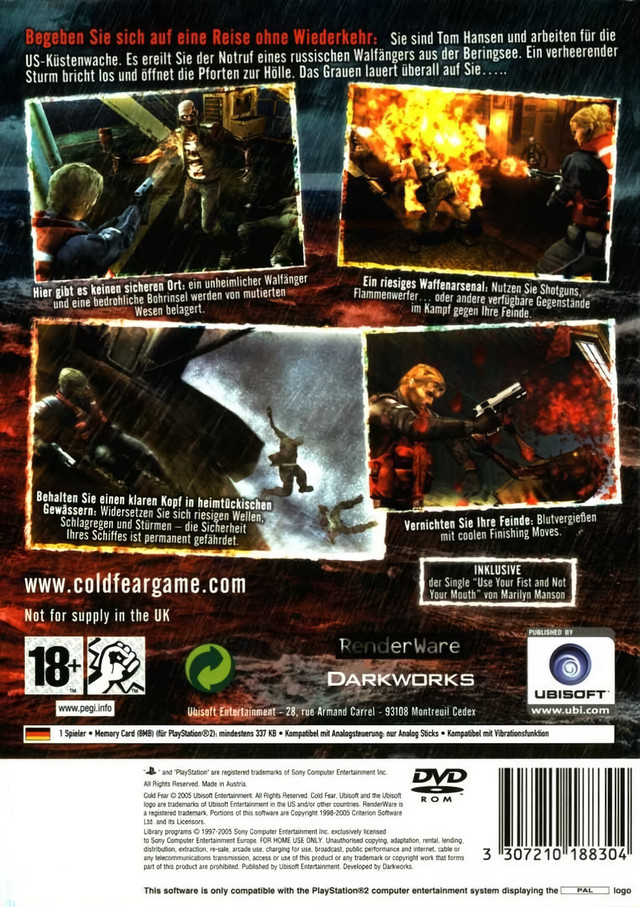 Begeben Sie sich auf eine Reise ohne Wiederkehr: Sie sind Tom Hansen und arbeiten für die
US-Küstenwache. Es ereilt Sie der Notruf eines russischen Walfängers aus der Beringsee. Ein verheerender
Sturm bricht los und öffnet die Pforten zur Hölle. Das Grauen lauert überall auf Sie.....
Hier gibt es keinen sicheren Ort: ein unheimlicher Walfänger
und eine bedrohliche Bohrinsel werden von mutierten
Wesen belagert.
Ein riesiges Waffenarsenal: Nutzen Sie Shotguns,
Flammenwerfer... oder andere verfügbare Gegenstände
im Kampf gegen Ihre Feinde.
Behalten Sie einen klaren Kopf in heimtückischen
Gewässern: Widersetzen Sie sich riesigen Wellen,
Schlagregen und Stürmen – die Sicherheit
Ihres Schiffes ist permanent gefährdet.
Vernichten Sie Ihre Feinde: Blutvergießen
mit coolen Finishing Moves.
INKLUSIVE
der Single "Use Your Fist and Not
Your Mouth" von Marilyn Manson
www.coldfeargame.com
Not for supply in the UK
18+
TM
TM
www.pegi.info
RenderWare
DARKWORKS
PUBLISHED BY
UBISOFT
www.ubi.com
Ubisoft Entertainment - 28, rue Armand Carrel - 93108 Montreuil Cedex
1 Spieler • Memory Card (8MB) (für PlayStation®2): mindestens 337 KB • Kompatibel mit Analogsteuerung: nur Analog Sticks • Kompatibel mit Vibrationsfunktion
" " and "PlayStation" are registered trademarks of Sony Computer Entertainment Inc.
All Rights Reserved. Made in Austria.
Cold Fear © 2005 Ubisoft Entertainment. All Rights Reserved. Cold Fear, Ubisoft and the Ubisoft
logo are trademarks of Ubisoft Entertainment in the US and/or other countries. RenderWare is
a registered trademark. Portions of this software are Copyright 1998-2005 Criterion Software
Ltd. and its Licensors.
Library programs © 1997-2005 Sony Computer Entertainment Inc. exclusively licensed
to Sony Computer Entertainment Europe. FOR HOME USE ONLY. Unauthorised copying, adaptation, rental, lending,
distribution, extraction, re-sale, arcade use, charging for use, broadcast, public performance and internet, cable or
any telecommunications transmission, access or use of this product or any trademark or copyright work that forms
part of this product are prohibited. Published by Ubisoft Entertainment. Developed by Darkworks.
DVD
ROM
3 307210 188304
This software is only compatible with the PlayStation®2 computer entertainment system displaying the PAL logo